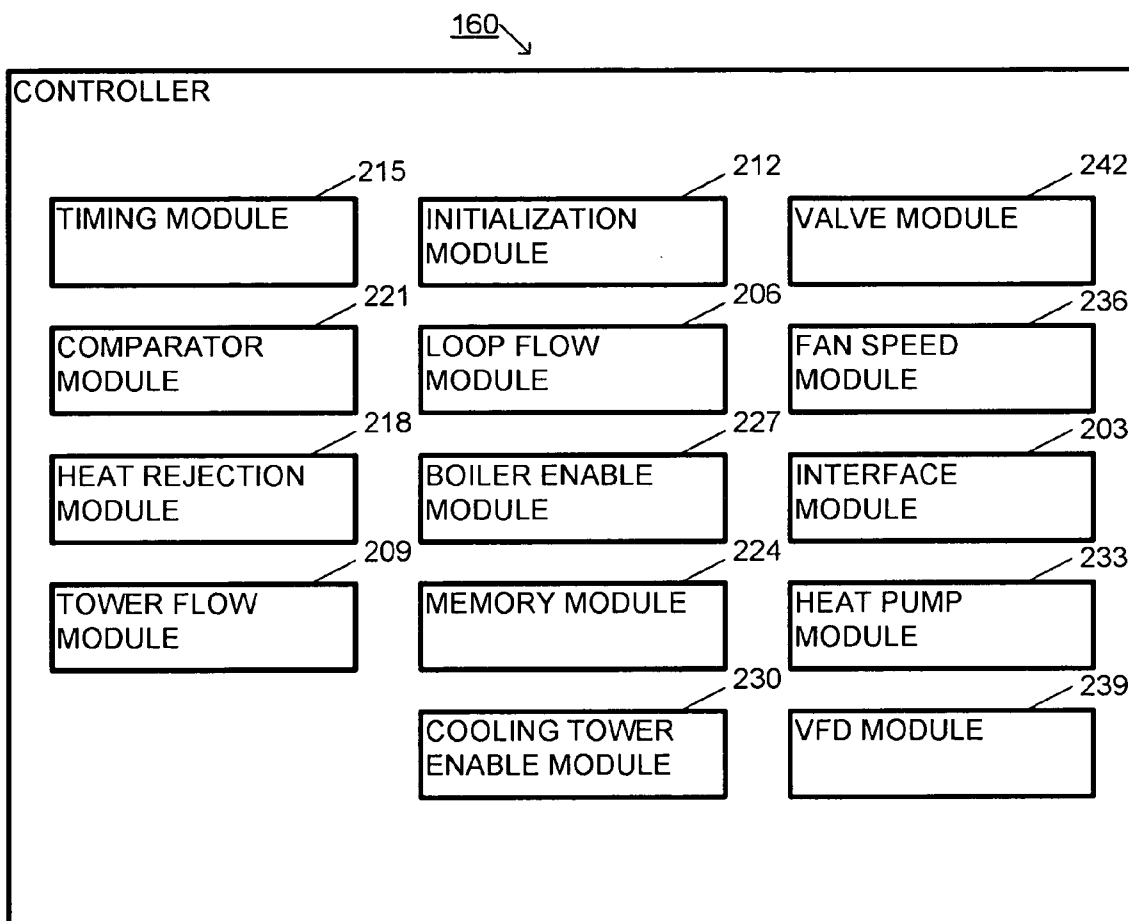 160
CONTROLLER
215
TIMING MODULE
212
INITIALIZATION
MODULE
242
VALVE MODULE
221
COMPARATOR
MODULE
206
LOOP FLOW
MODULE
236
FAN SPEED
MODULE
218
HEAT REJECTION
MODULE
227
BOILER ENABLE
MODULE
203
INTERFACE
MODULE
209
TOWER FLOW
MODULE
224
MEMORY MODULE
233
HEAT PUMP
MODULE
230
COOLING TOWER
ENABLE MODULE
239
VFD MODULE